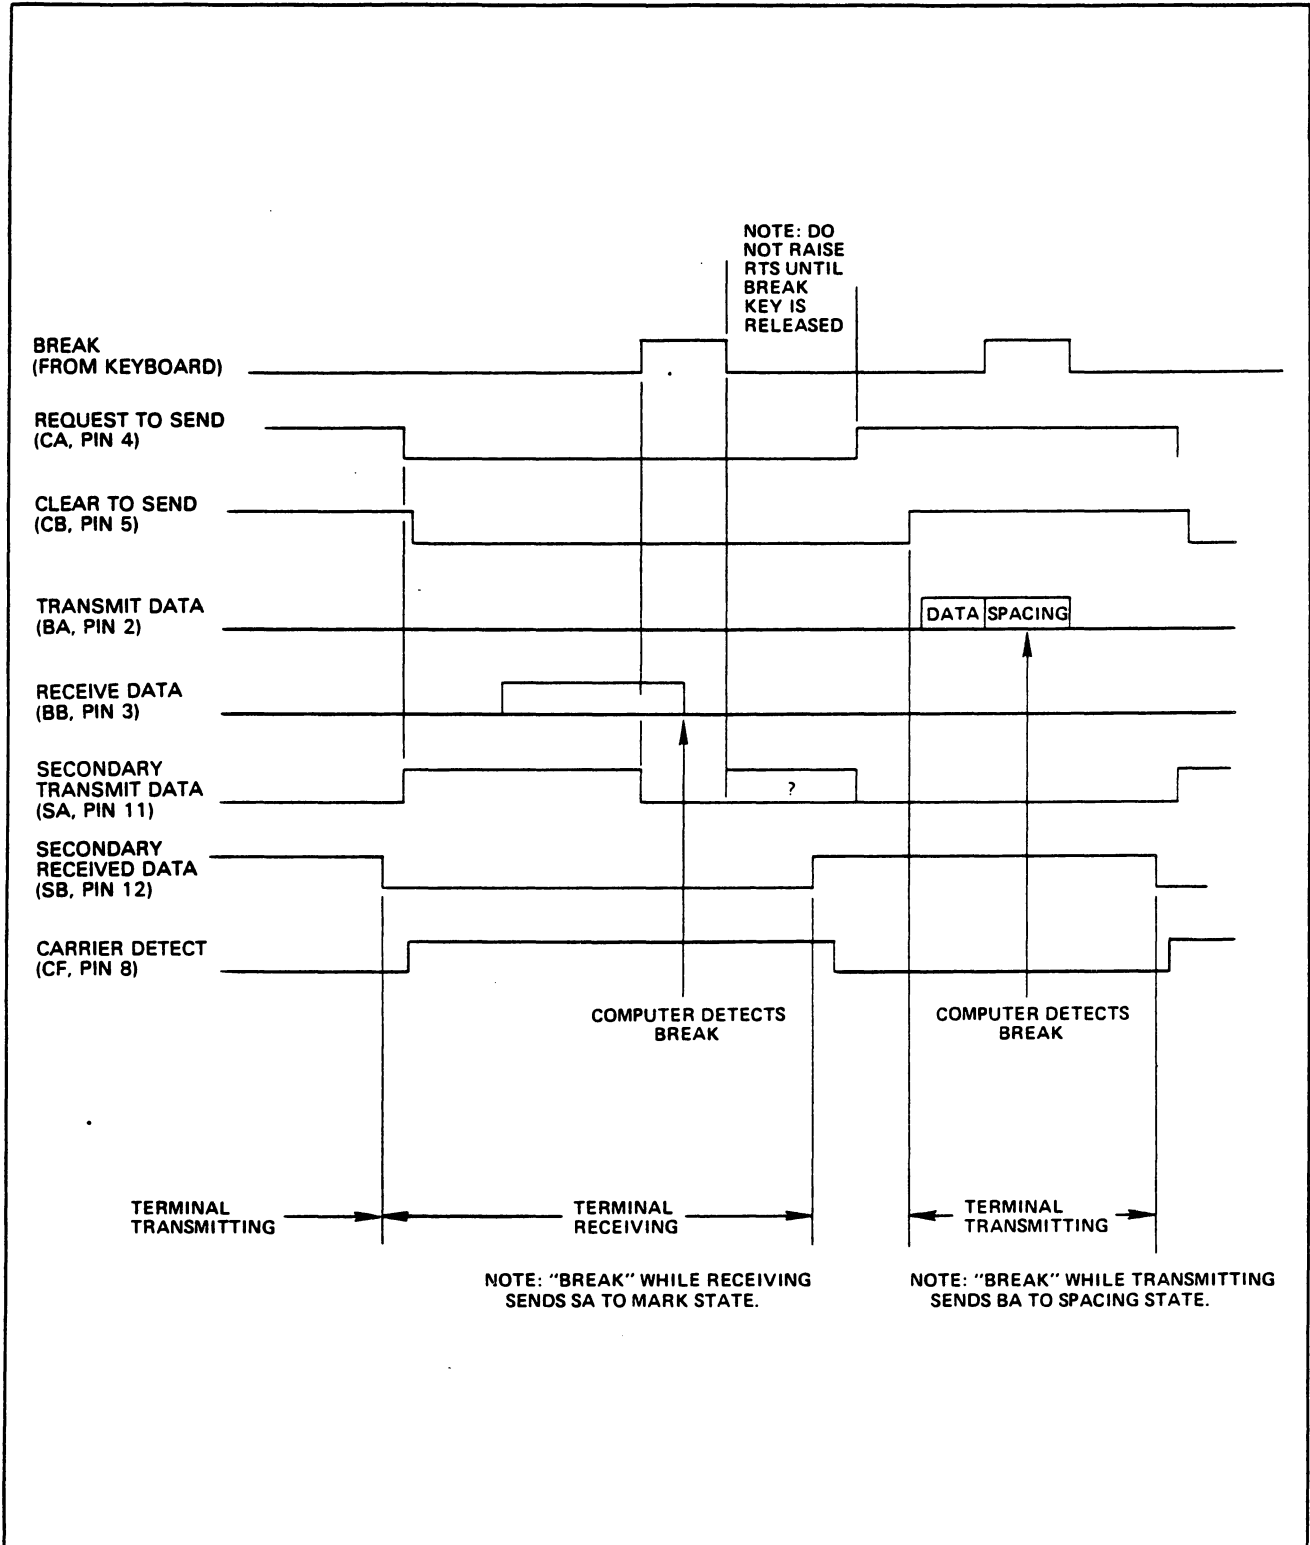 NOTE: DO
NOT RAISE
RTS UNTIL
BREAK
KEY IS
RELEASED
BREAK
(FROM KEYBOARD)
REQUEST TO SEND
(CA, PIN 4)
CLEAR TO SEND
(CB, PIN 5)
TRANSMIT DATA
(BA, PIN 2)
DATA SPACING
RECEIVE DATA
(BB, PIN 3)
SECONDARY
TRANSMIT DATA
(SA, PIN 11)
?
SECONDARY
RECEIVED DATA
(SB, PIN 12)
CARRIER DETECT
(CF, PIN 8)
COMPUTER DETECTS
BREAK
COMPUTER DETECTS
BREAK
TERMINAL
TRANSMITTING
TERMINAL
RECEIVING
TERMINAL
TRANSMITTING
NOTE: "BREAK" WHILE RECEIVING
SENDS SA TO MARK STATE.
NOTE: "BREAK" WHILE TRANSMITTING
SENDS BA TO SPACING STATE.